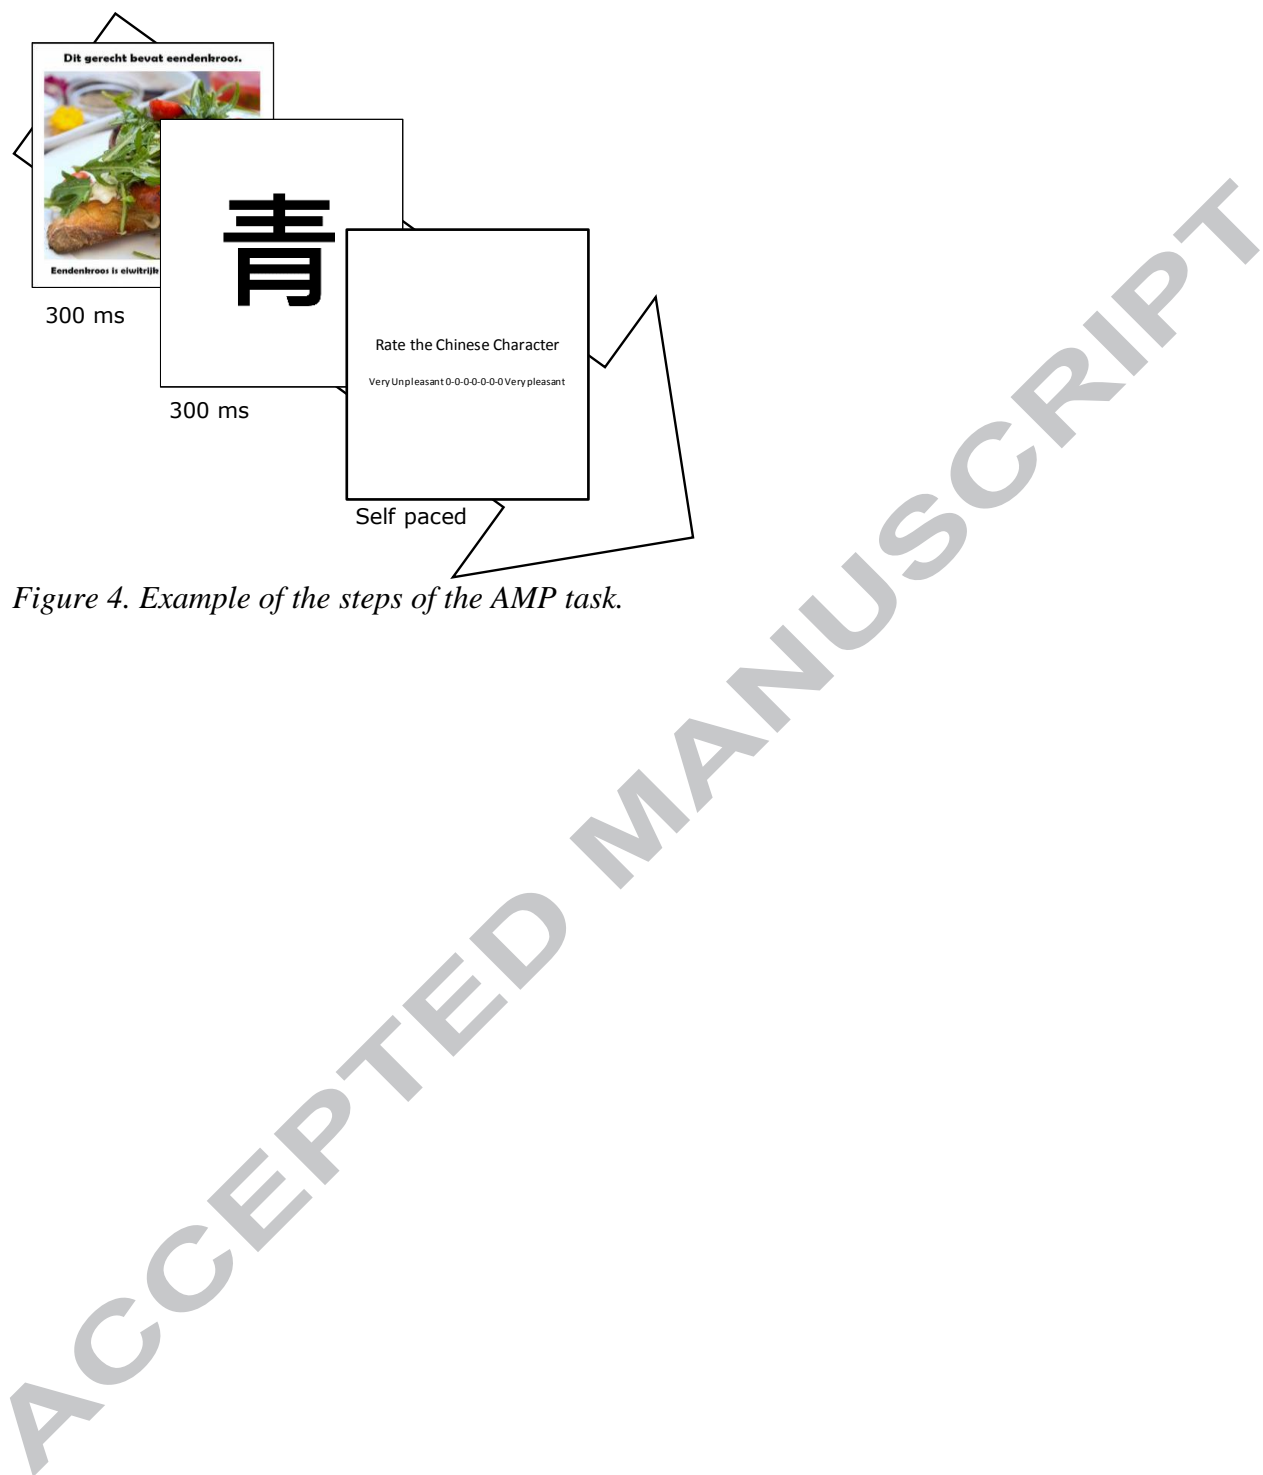 Dit gerecht bevat eendenkroos.
Eendenkroos is eiwitrijk
300 ms
青
300 ms
Rate the Chinese Character
Very Unpleasant 0-0-0-0-0-0-0 Very pleasant
Self paced
Figure 4. Example of the steps of the AMP task.
ACCEPTED MANUSCRIPT